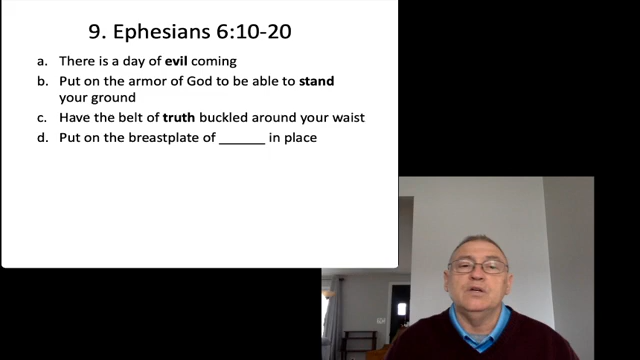 9. Ephesians 6:10-20
a. There is a day of evil coming
b. Put on the armor of God to be able to stand
your ground
c. Have the belt of truth buckled around your waist
d. Put on the breastplate of ______ in place